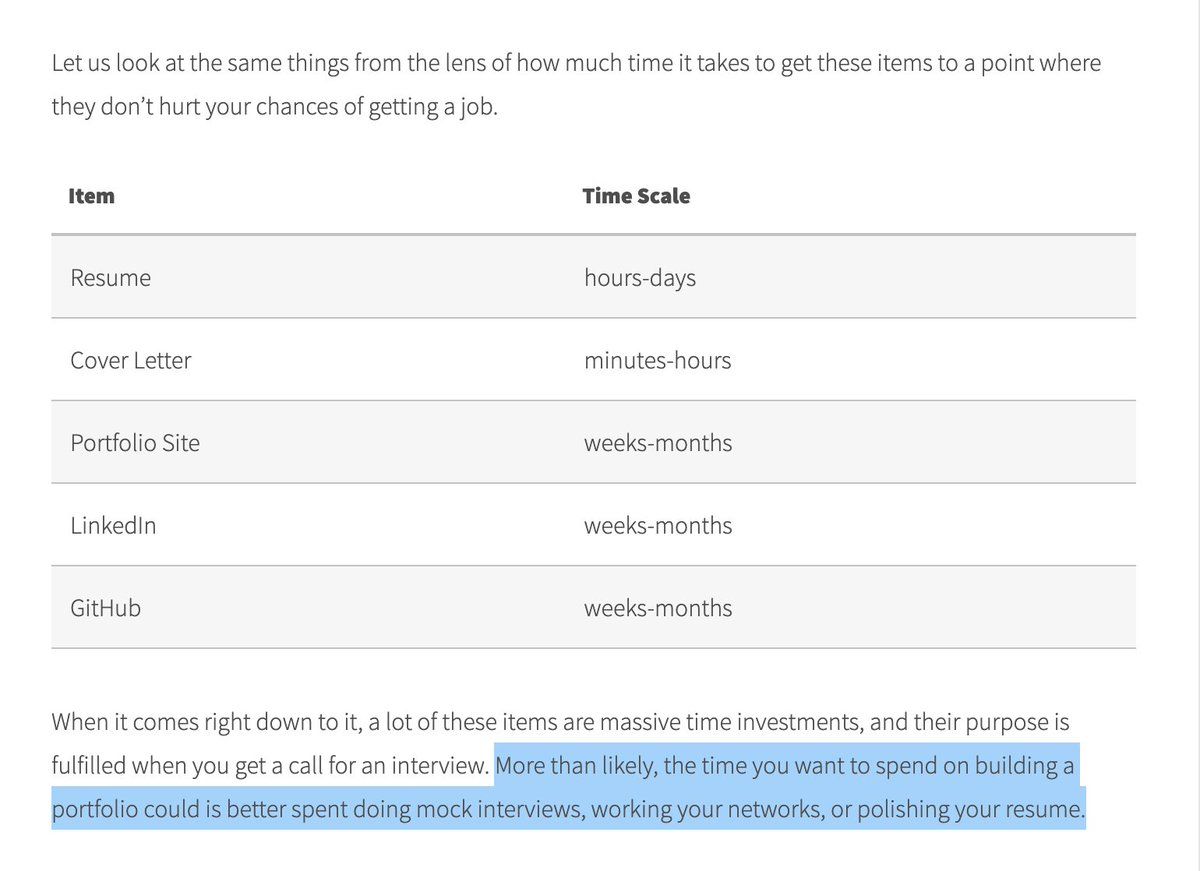 Let us look at the same things from the lens of how much time it takes to get these items to a point where
they don’t hurt your chances of getting a job.
Item Time Scale
Resume hours-days
Cover Letter minutes-hours
Portfolio Site weeks-months
LinkedIn weeks-months
GitHub weeks-months
When it comes right down to it, a lot of these items are massive time investments, and their purpose is
fulfilled when you get a call for an interview. More than likely, the time you want to spend on building a
portfolio could is better spent doing mock interviews, working your networks, or polishing your resume.